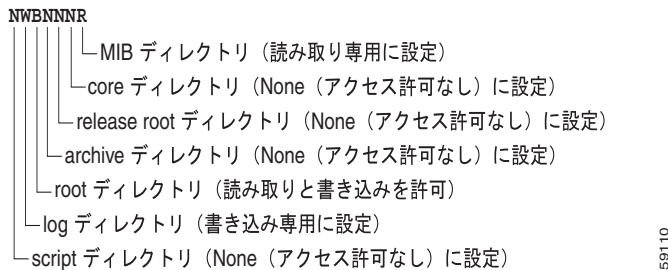 NWBNNNR
MIB ディレクトリ（読み取り専用に設定）
core ディレクトリ（None（アクセス許可なし）に設定）
release root ディレクトリ（None（アクセス許可なし）に設定）
archive ディレクトリ（None（アクセス許可なし）に設定）
root ディレクトリ（読み取りと書き込みを許可）
log ディレクトリ（書き込み専用に設定）
script ディレクトリ（None（アクセス許可なし）に設定）
59110